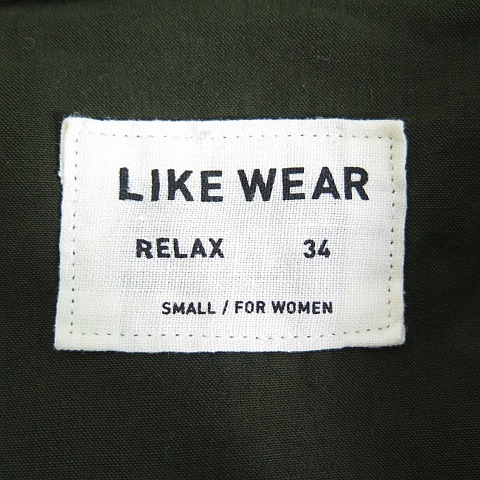 LIKE WEAR
RELAX 34
SMALL / FOR WOMEN